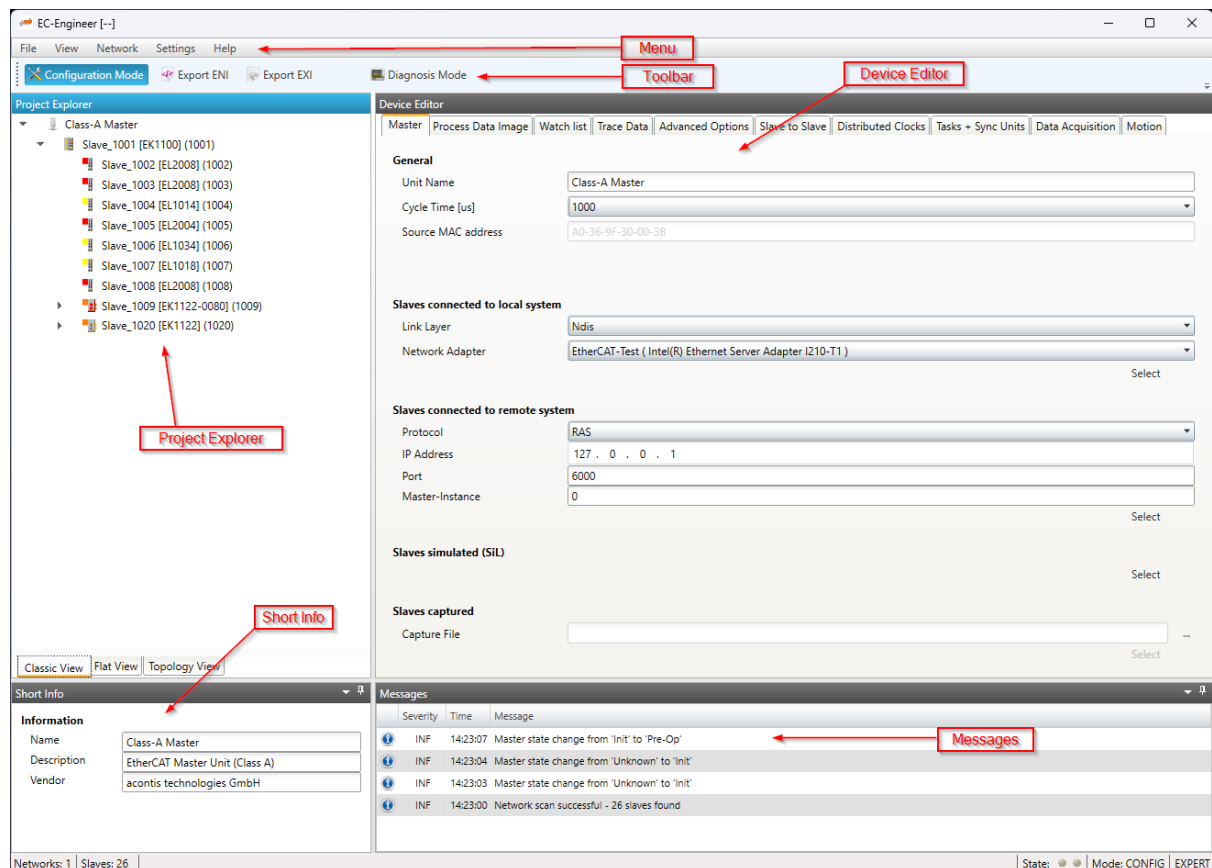 EC-Engineer [--]
File View Network Settings Help
Menu
Configuration Mode Export ENI Export EXI Diagnosis Mode
Toolbar
Device Editor
Project Explorer
Class-A Master
Slave_1001 [EK1100] (1001)
Slave_1002 [EL2008] (1002)
Slave_1003 [EL2008] (1003)
Slave_1004 [EL1014] (1004)
Slave_1005 [EL2004] (1005)
Slave_1006 [EL1034] (1006)
Slave_1007 [EL1018] (1007)
Slave_1008 [EL2008] (1008)
Slave_1009 [EK1122-0080] (1009)
Slave_1020 [EK1122] (1020)
Project Explorer
Classic View Flat View Topology View
Device Editor
Master Process Data Image Watch list Trace Data Advanced Options Slave to Slave Distributed Clocks Tasks + Sync Units Data Acquisition Motion
General
Unit Name Class-A Master
Cycle Time [us] 1000
Source MAC address A0-36-9F-30-00-3B
Slaves connected to local system
Link Layer Ndis
Network Adapter EtherCAT-Test ( Intel(R) Ethernet Server Adapter I210-T1 )
Select
Slaves connected to remote system
Protocol RAS
IP Address 127 . 0 . 0 . 1
Port 6000
Master-Instance 0
Select
Slaves simulated (SiL)
Select
Slaves captured
Capture File ...
Select
Short Info
Short Info
Information
Name Class-A Master
Description EtherCAT Master Unit (Class A)
Vendor acontis technologies GmbH
Messages
Severity Time Message
INF 14:23:07 Master state change from 'Init' to 'Pre-Op'
INF 14:23:04 Master state change from 'Unknown' to 'Init'
INF 14:23:03 Master state change from 'Unknown' to 'Init'
INF 14:23:00 Network scan successful - 26 slaves found
Messages
Networks: 1 Slaves: 26
State: Mode: CONFIG EXPERT